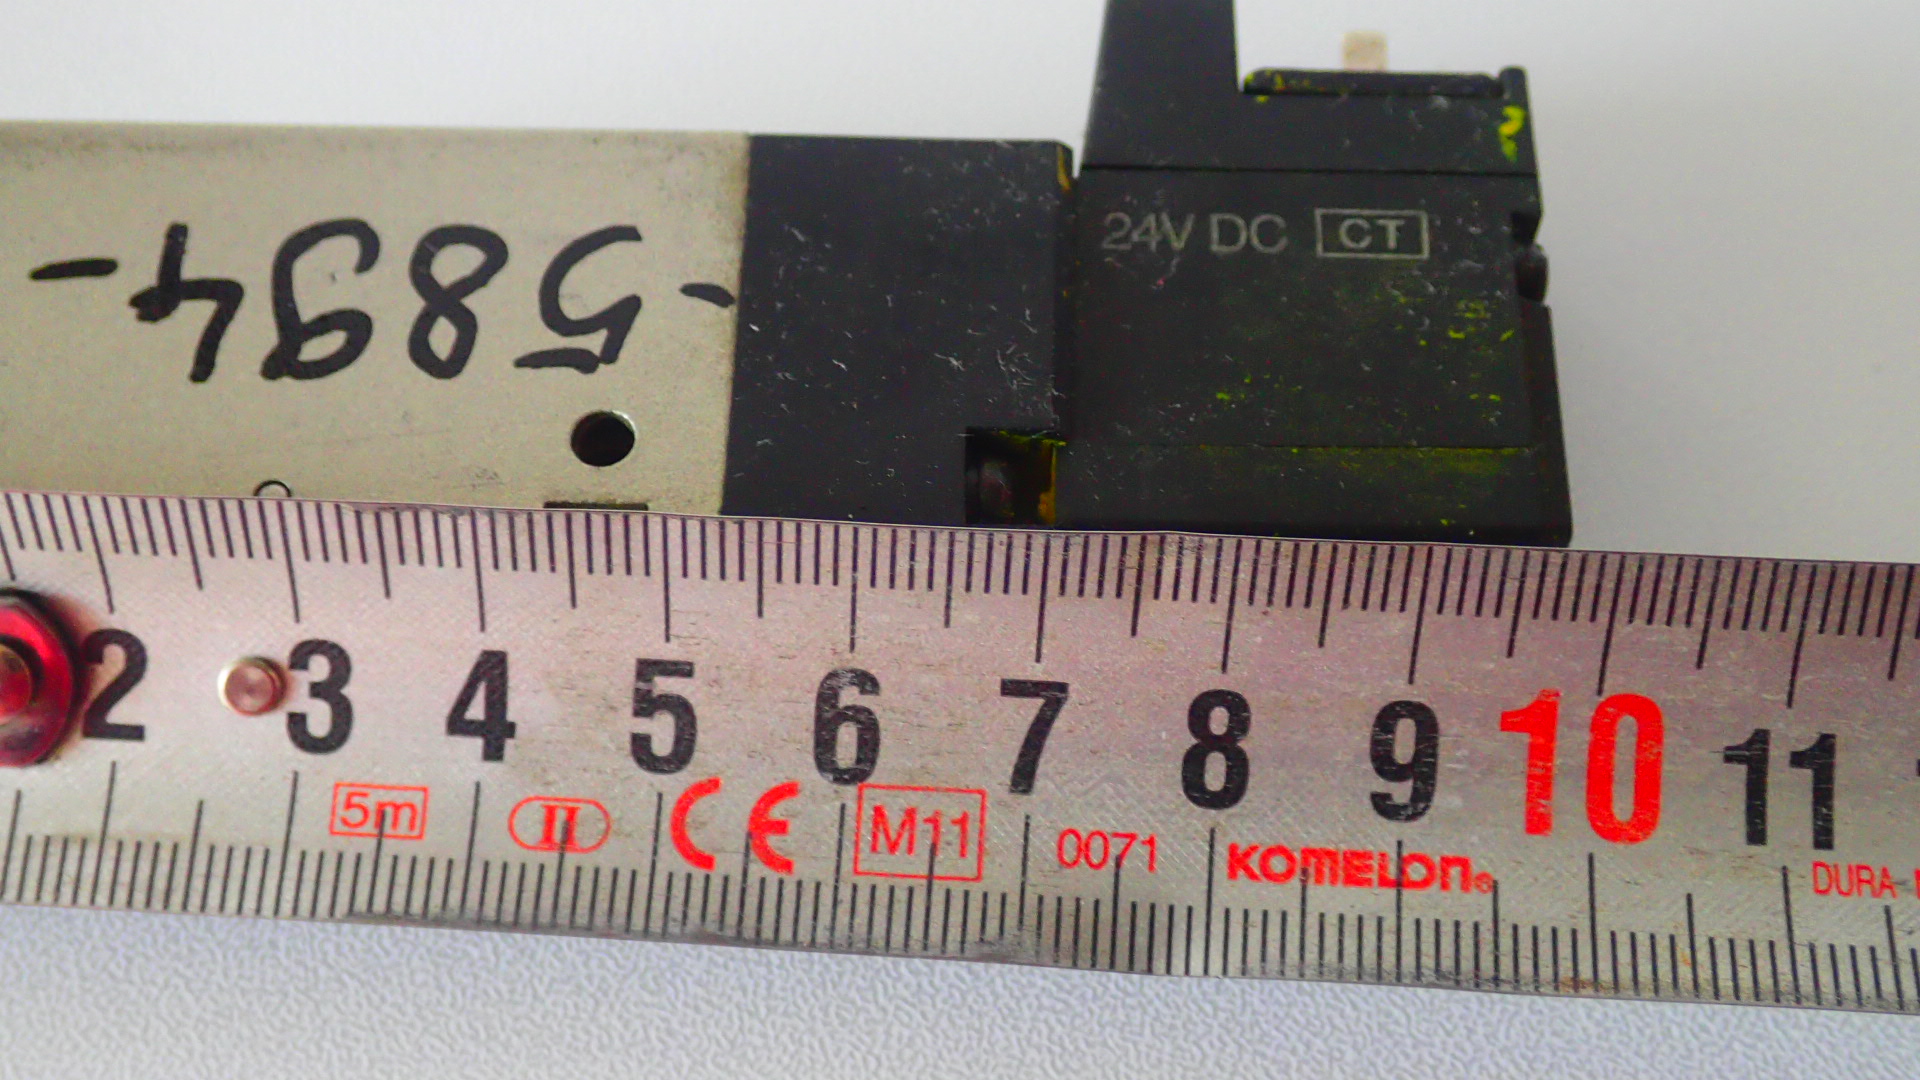 -5894-
24V DC CT
2 3 4 5 6 7 8 9 10 11
5m II CE M11 0071 KOMELON®
DURA-